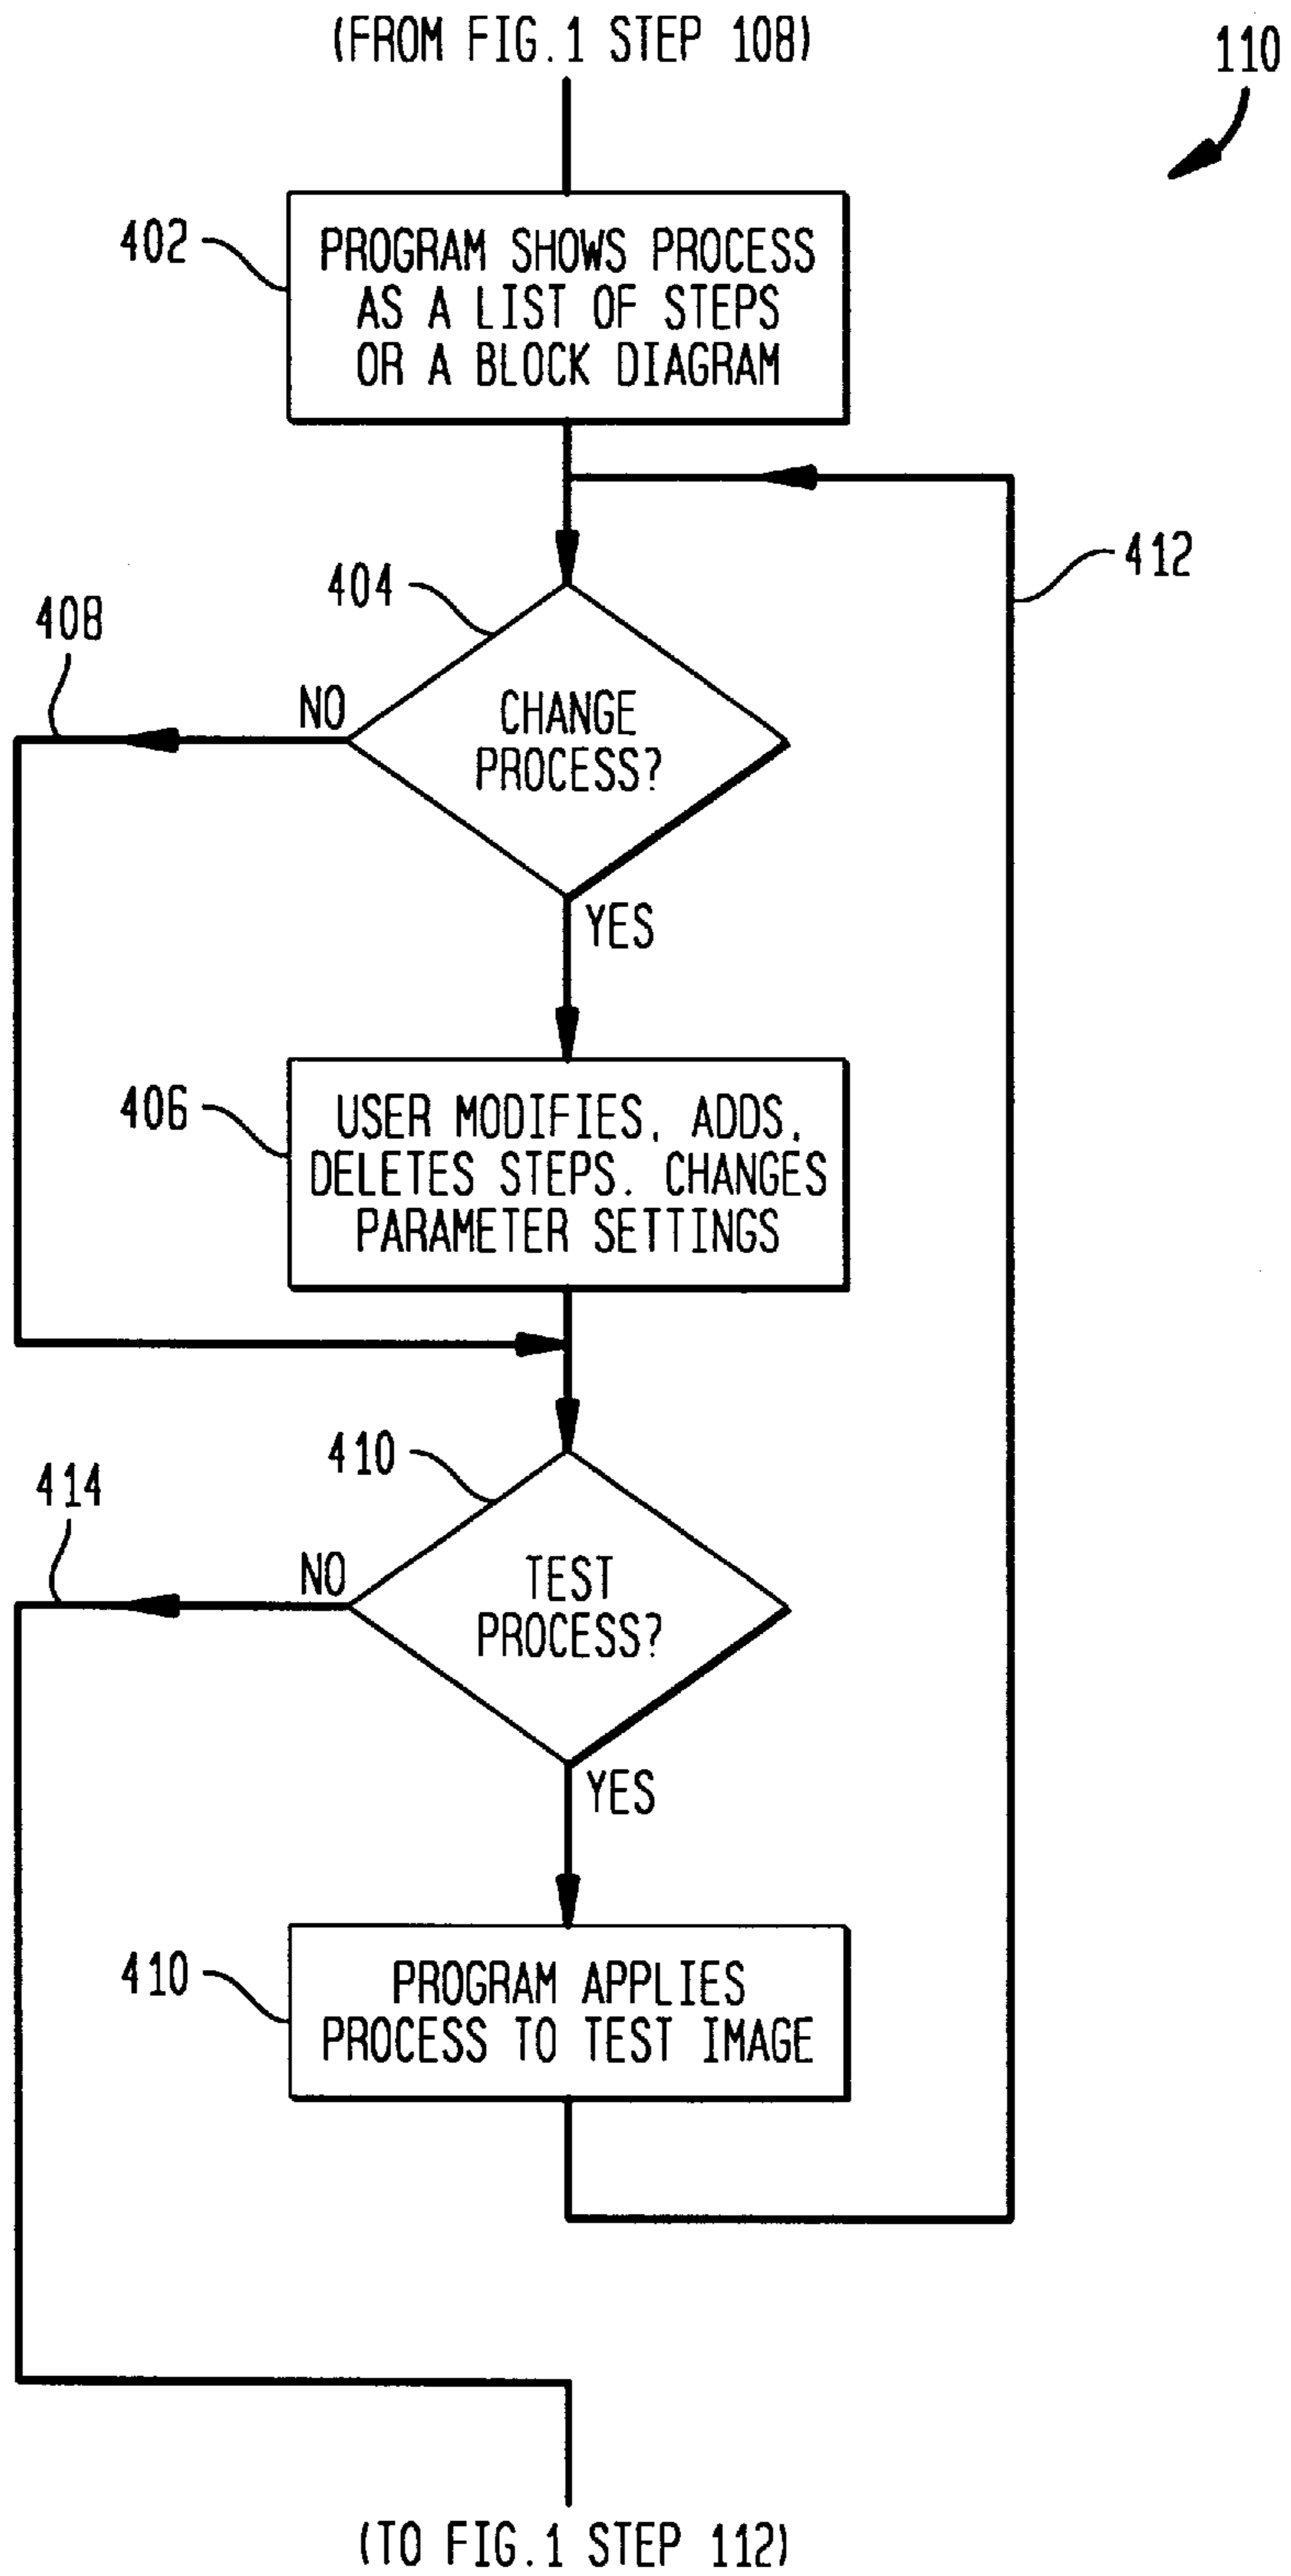 (FROM FIG. 1 STEP 108)
110
402
PROGRAM SHOWS PROCESS
AS A LIST OF STEPS
OR A BLOCK DIAGRAM
412
404
408
NO
CHANGE
PROCESS?
YES
406
USER MODIFIES, ADDS,
DELETES STEPS. CHANGES
PARAMETER SETTINGS
410
414
NO
TEST
PROCESS?
YES
410
PROGRAM APPLIES
PROCESS TO TEST IMAGE
(TO FIG. 1 STEP 112)